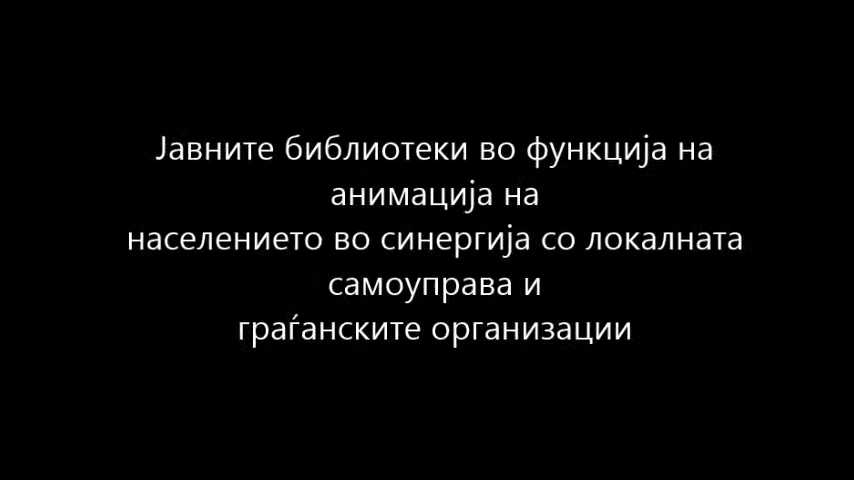 Јавните библиотеки во функција на
анимација на
населението во синергија со локалната
самоуправа и
граѓанските организации